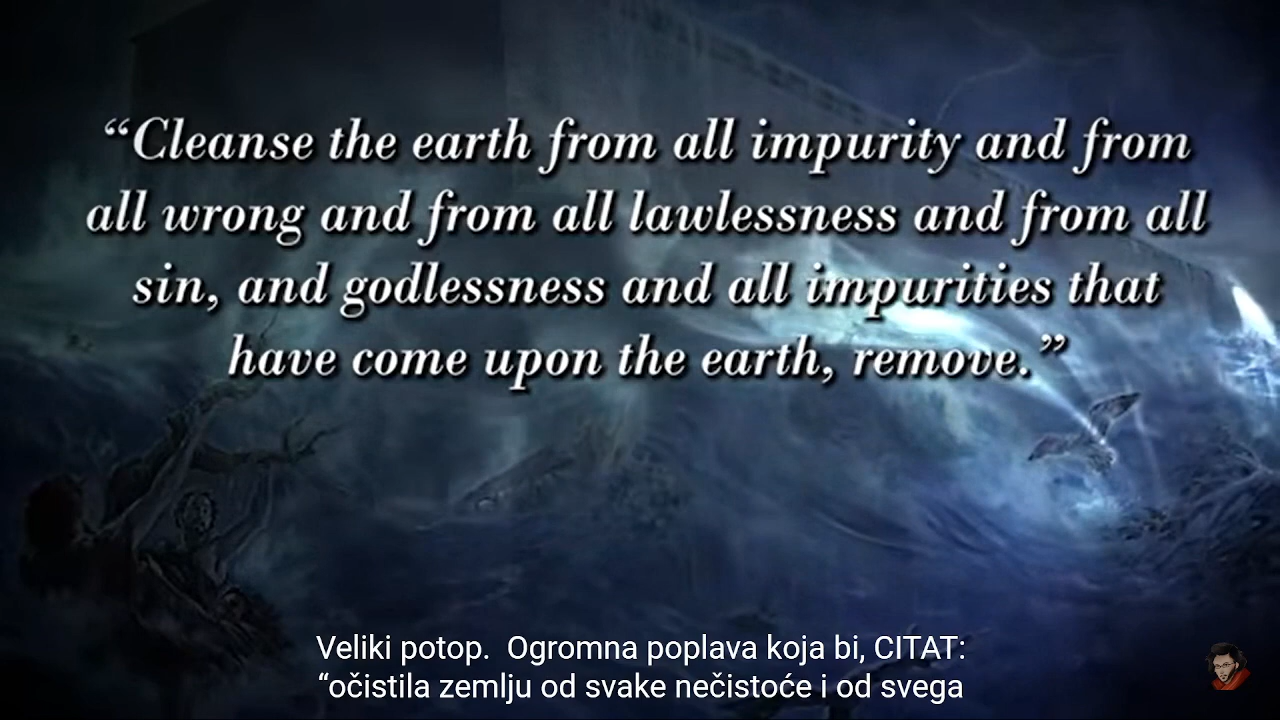 “Cleanse the earth from all impurity and from
all wrong and from all lawlessness and from all
sin, and godlessness and all impurities that
have come upon the earth, remove.”
Veliki potop.  Ogromna poplava koja bi, CITAT:
“očistila zemlju od svake nečistoće i od svega